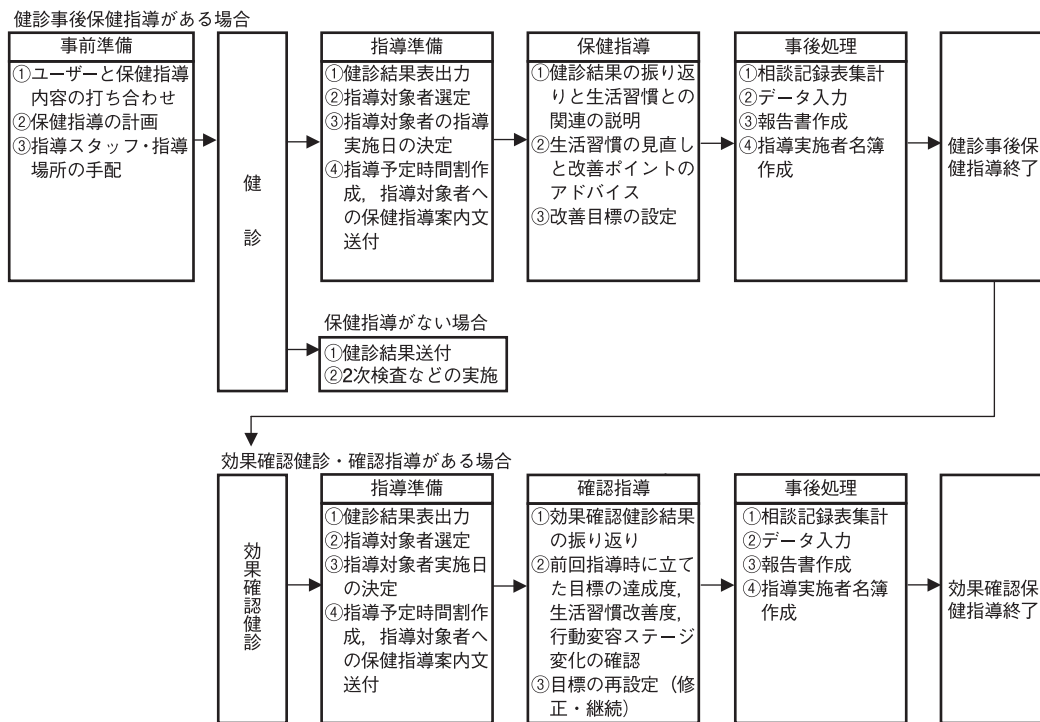 健診事後保健指導がある場合
事前準備
①ユーザーと保健指導
内容の打ち合わせ
②保健指導の計画
③指導スタッフ・指導
場所の手配
健
診
指導準備
①健診結果表出力
②指導対象者選定
③指導対象者の指導
実施日の決定
④指導予定時間割作
成，指導対象者へ
の保健指導案内文
送付
保健指導
①健診結果の振り返
りと生活習慣との
関連の説明
②生活習慣の見直し
と改善ポイントの
アドバイス
③改善目標の設定
事後処理
①相談記録表集計
②データ入力
③報告書作成
④指導実施者名簿
作成
健診事後保
健指導終了
保健指導がない場合
①健診結果送付
②2次検査などの実施
効果確認健診・確認指導がある場合
効果確認健診
指導準備
①健診結果表出力
②指導対象者選定
③指導対象者実施日
の決定
④指導予定時間割作
成，指導対象者へ
の保健指導案内文
送付
確認指導
①効果確認健診結果
の振り返り
②前回指導時に立て
た目標の達成度，
生活習慣改善度，
行動変容ステージ
変化の確認
③目標の再設定（修
正・継続）
事後処理
①相談記録表集計
②データ入力
③報告書作成
④指導実施者名簿
作成
効果確認保
健指導終了